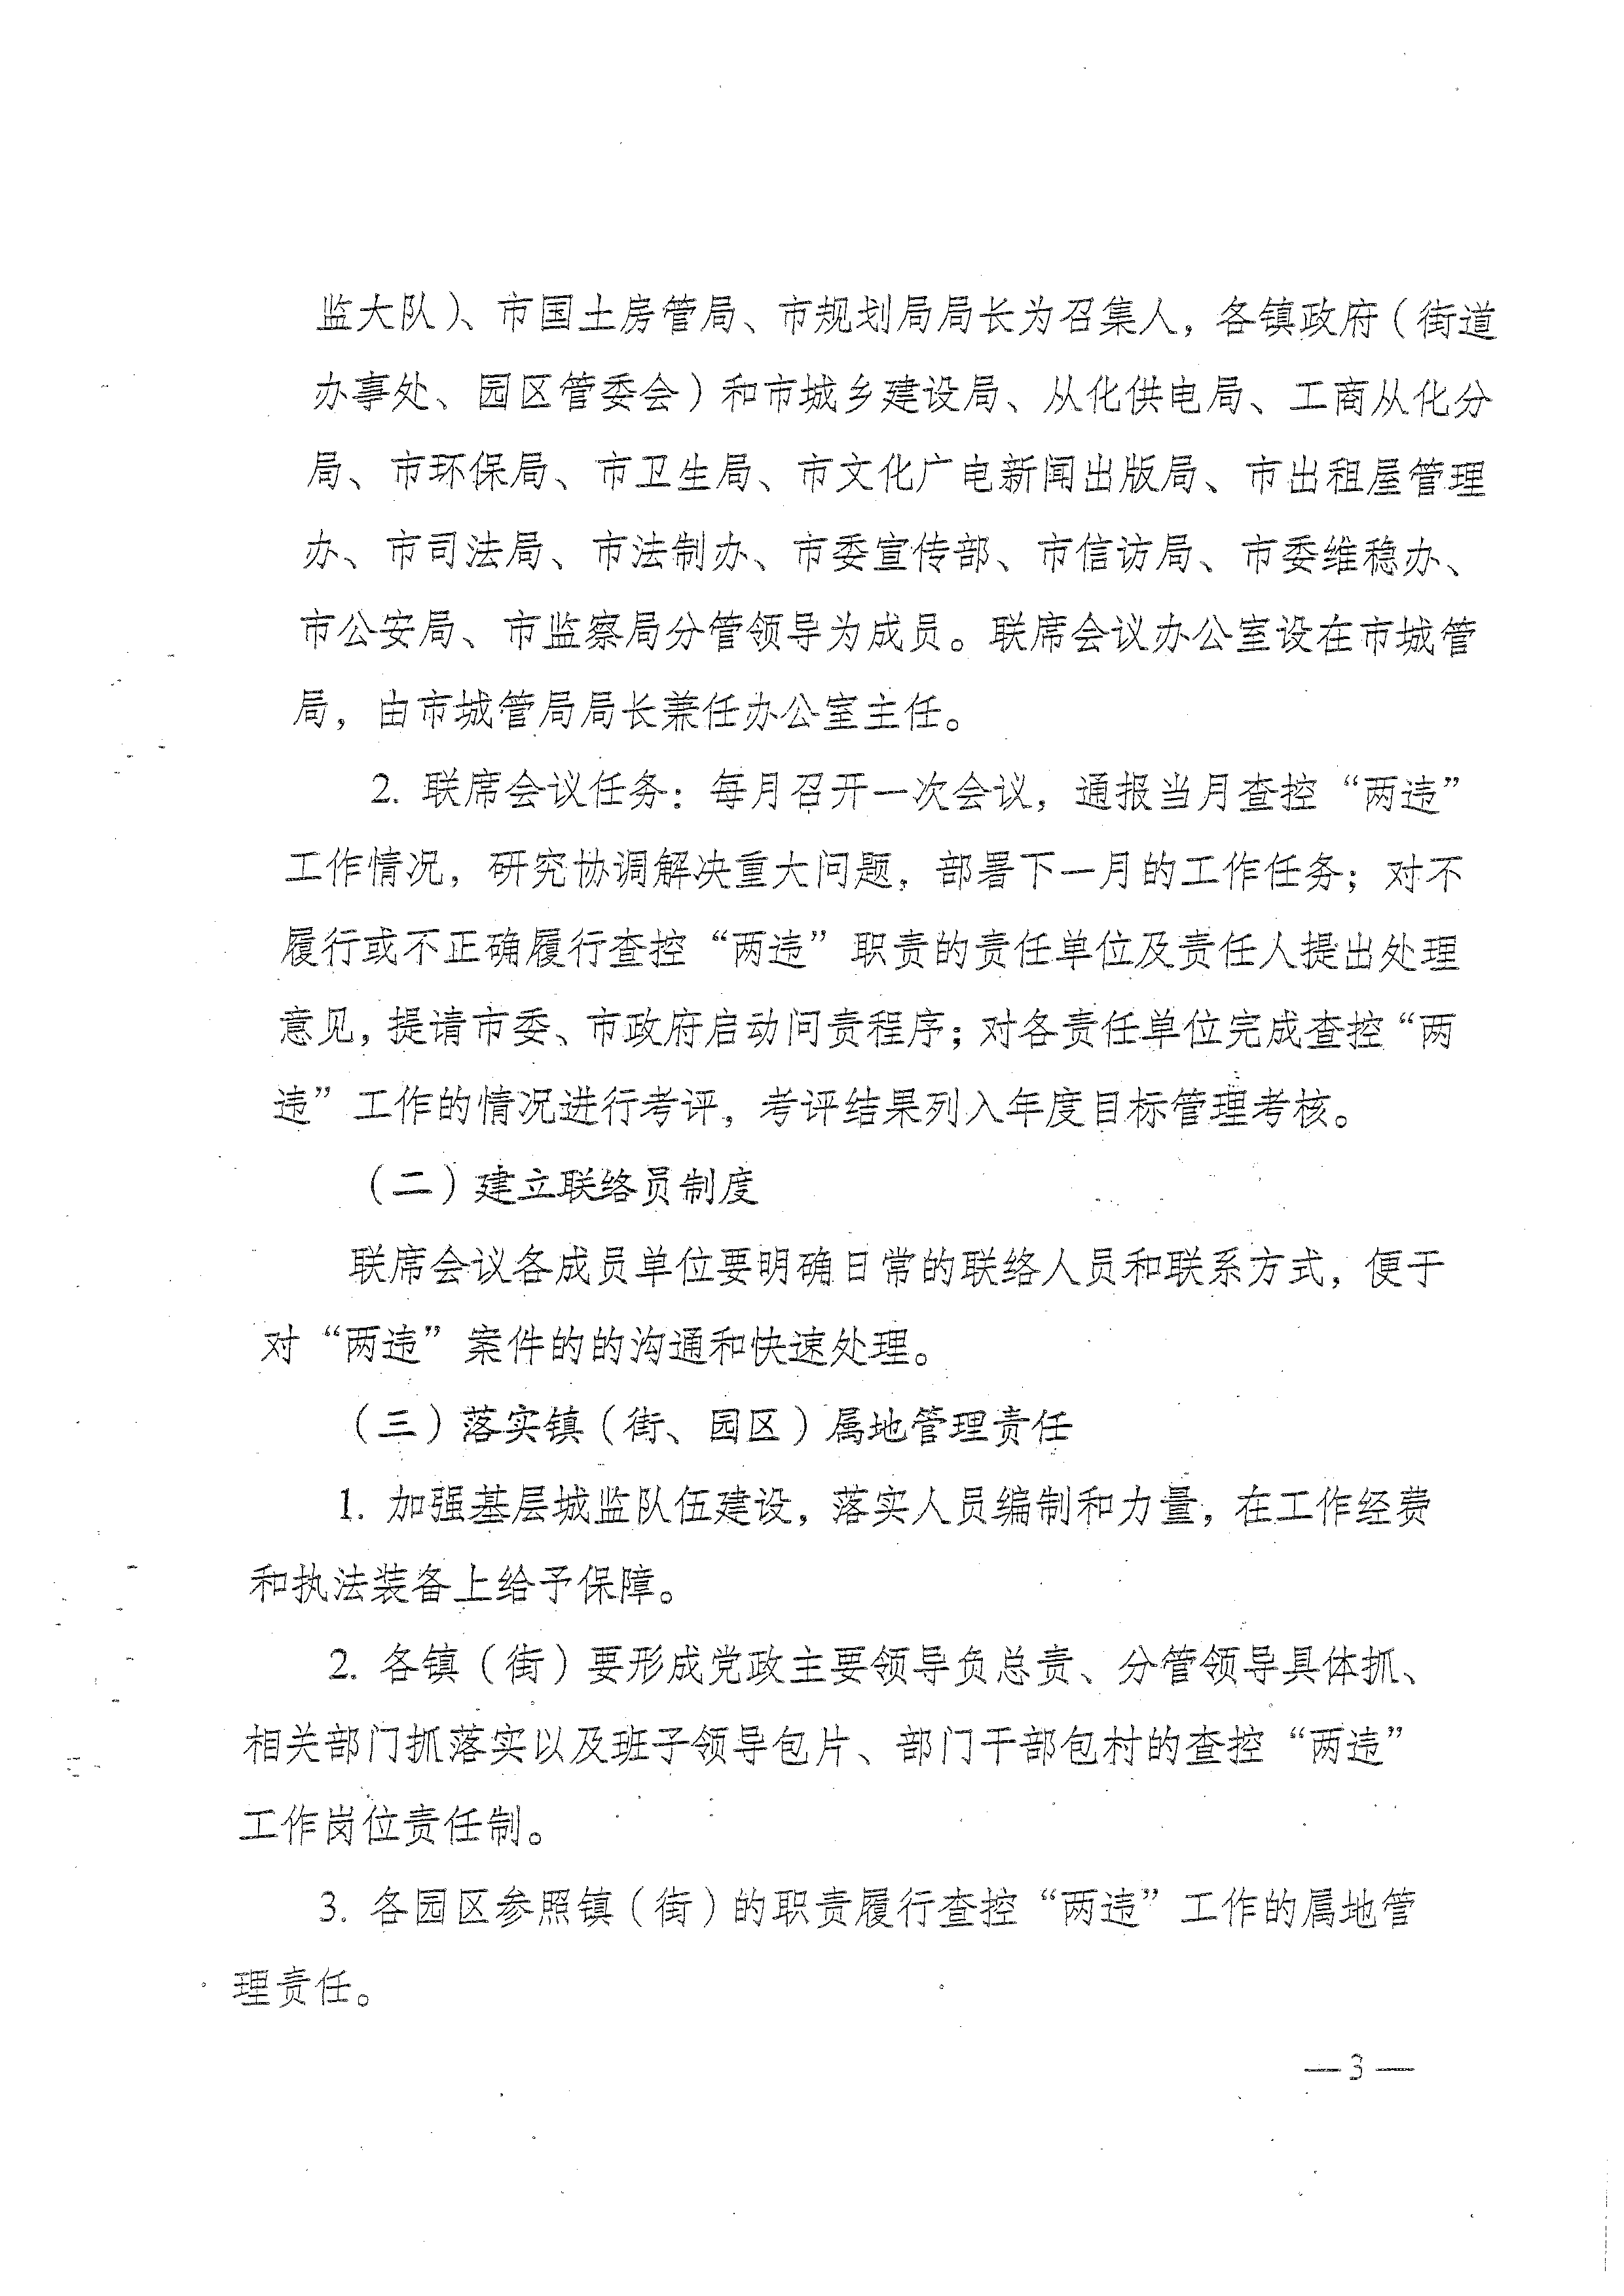 监大队）、市国土房管局、市规划局局长为召集人，各镇政府（街道
办事处、园区管委会）和市城乡建设局、从化供电局、工商从化分
局、市环保局、市卫生局、市文化广电新闻出版局、市出租屋管理
办、市司法局、市法制办、市委宣传部、市信访局、市委维稳办、
市公安局、市监察局分管领导为成员。联席会议办公室设在市城管
局，由市城管局局长兼任办公室主任。
2. 联席会议任务：每月召开一次会议，通报当月查控“两违”
工作情况，研究协调解决重大问题，部署下一月的工作任务；对不
履行或不正确履行查控“两违”职责的责任单位及责任人提出处理
意见，提请市委、市政府启动问责程序；对各责任单位完成查控“两
违”工作的情况进行考评，考评结果列入年度目标管理考核。
（二）建立联络员制度
联席会议各成员单位要明确日常的联络人员和联系方式，便于
对“两违”案件的的沟通和快速处理。
（三）落实镇（街、园区）属地管理责任
1. 加强基层城监队伍建设，落实人员编制和力量，在工作经费
和执法装备上给予保障。
2. 各镇（街）要形成党政主要领导负总责、分管领导具体抓、
相关部门抓落实以及班子领导包片、部门干部包村的查控“两违”
工作岗位责任制。
3. 各园区参照镇（街）的职责履行查控“两违”工作的属地管
理责任。
— 3 —